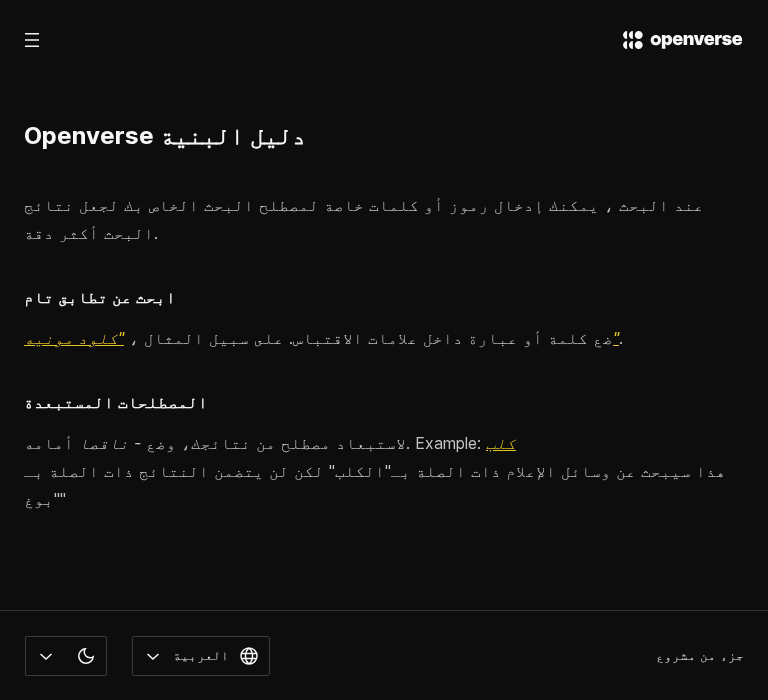 openverse
دليل البنية Openverse
عند البحث ، يمكنك إدخال رموز أو كلمات خاصة لمصطلح البحث الخاص بك لجعل نتائج
البحث أكثر دقة.
ابحث عن تطابق تام
ضع كلمة أو عبارة داخل علامات الاقتباس. على سبيل المثال ، "كلود مونيه".
المصطلحات المستبعدة
لاستبعاد مصطلح من نتائجك، وضع - ناقصا أمامه. Example: كلب
هذا سيبحث عن وسائل الإعلام ذات الصلة بـ"الكلب" لكن لن يتضمن النتائج ذات الصلة بـ
"بوغ"
العربية
جزء من مشروع